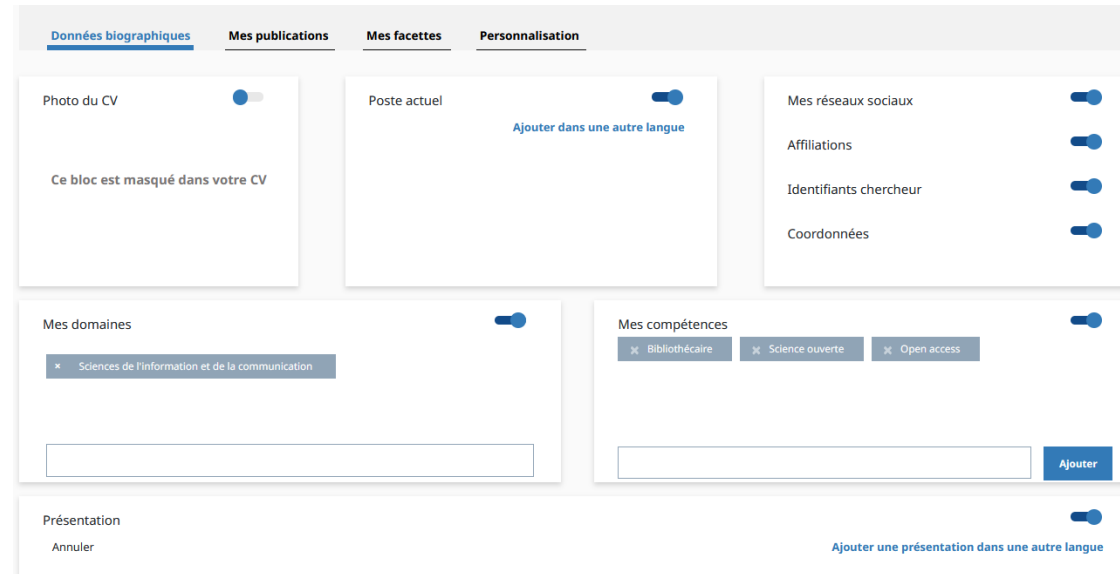 Données biographiques Mes publications Mes facettes Personnalisation
Photo du CV
Ce bloc est masqué dans votre CV
Poste actuel
Ajouter dans une autre langue
Mes réseaux sociaux
Affiliations
Identifiants chercheur
Coordonnées
Mes domaines
× Sciences de l'information et de la communication
Mes compétences
× Bibliothécaire × Science ouverte × Open access
Ajouter
Présentation
Annuler Ajouter une présentation dans une autre langue